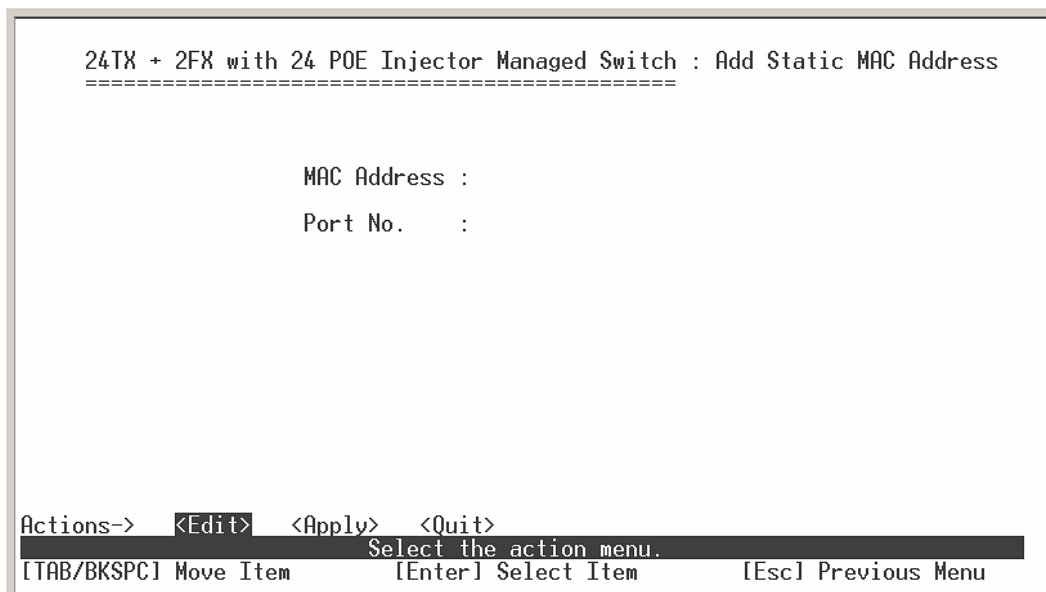 24TX + 2FX with 24 POE Injector Managed Switch : Add Static MAC Address
==============================================
MAC Address :
Port No. :
Actions-> <Edit> <Apply> <Quit>
Select the action menu.
[TAB/BKSPC] Move Item [Enter] Select Item [Esc] Previous Menu